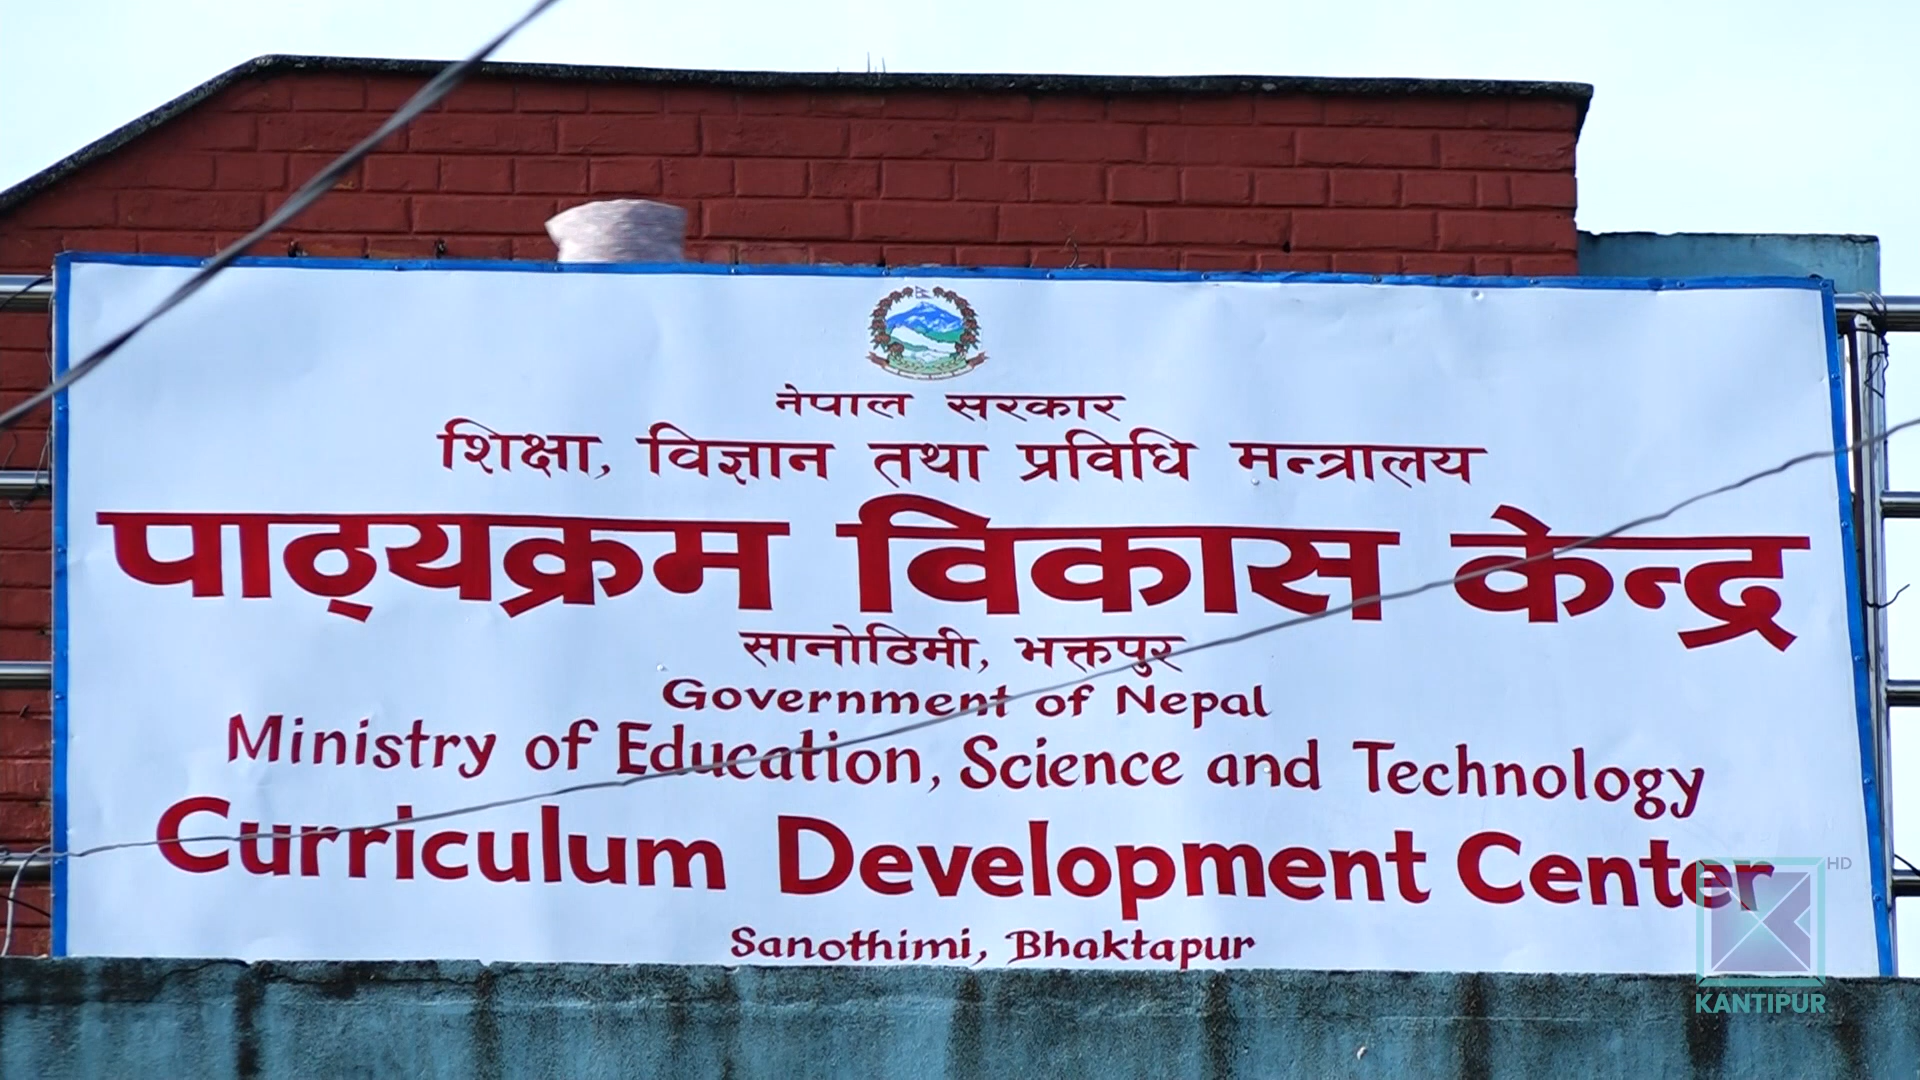 नेपाल सरकार
शिक्षा, विज्ञान तथा प्रविधि मन्त्रालय
पाठ्यक्रम विकास केन्द्र
सानोठिमी, भक्तपुर
Government of Nepal
Ministry of Education, Science and Technology
Curriculum Development Center
Sanothimi, Bhaktapur
HD
KANTIPUR